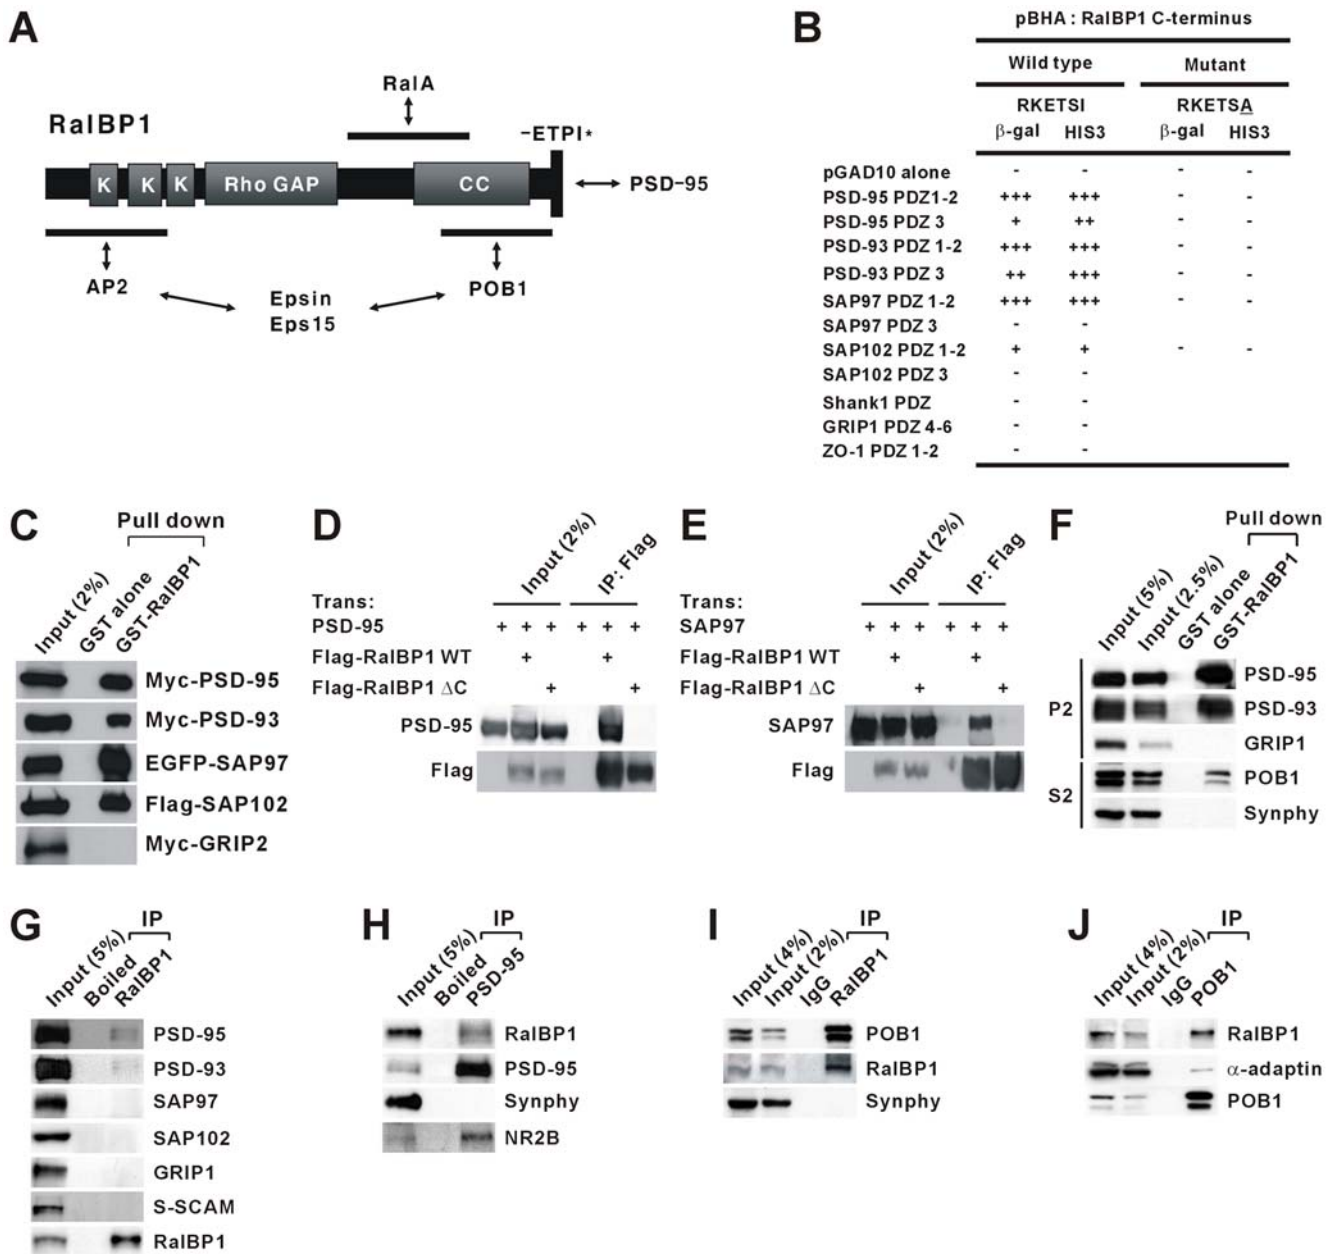 A
RalA
RalBP1
-ETPI*
K K K Rho GAP CC
PSD-95
AP2
POB1
Epsin
Eps15
B
pBHA : RalBP1 C-terminus
Wild type Mutant
RKETSI RKETSA
β-gal HIS3 β-gal HIS3
pGAD10 alone - - - -
PSD-95 PDZ1-2 +++ +++ - -
PSD-95 PDZ 3 + ++ - -
PSD-93 PDZ 1-2 +++ +++ - -
PSD-93 PDZ 3 ++ +++ - -
SAP97 PDZ 1-2 +++ +++ - -
SAP97 PDZ 3 - -
SAP102 PDZ 1-2 + + - -
SAP102 PDZ 3 - -
Shank1 PDZ - -
GRIP1 PDZ 4-6 - -
ZO-1 PDZ 1-2 - -
C
Pull down
Input (2%)
GST alone
GST-RalBP1
Myc-PSD-95
Myc-PSD-93
EGFP-SAP97
Flag-SAP102
Myc-GRIP2
D
Input (2%)
IP: Flag
Trans:
PSD-95 + + + + + +
Flag-RalBP1 WT + +
Flag-RalBP1 ΔC + +
PSD-95
Flag
E
Input (2%)
IP: Flag
Trans:
SAP97 + + + + + +
Flag-RalBP1 WT + +
Flag-RalBP1 ΔC + +
SAP97
Flag
F
Pull down
Input (5%)
Input (2.5%)
GST alone
GST-RalBP1
P2
PSD-95
PSD-93
GRIP1
S2
POB1
Synphy
G
IP
Input (5%)
Boiled
RalBP1
PSD-95
PSD-93
SAP97
SAP102
GRIP1
S-SCAM
RalBP1
H
IP
Input (5%)
Boiled
PSD-95
RalBP1
PSD-95
Synphy
NR2B
I
IP
Input (4%)
Input (2%)
IgG
RalBP1
POB1
RalBP1
Synphy
J
IP
Input (4%)
Input (2%)
IgG
POB1
RalBP1
α-adaptin
POB1